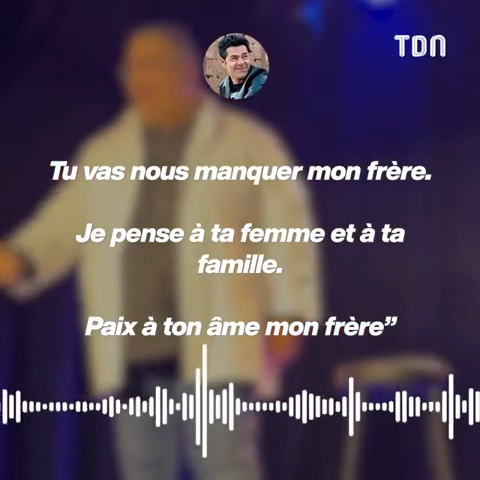 TDN
Tu vas nous manquer mon frère.
Je pense à ta femme et à ta
famille.
Paix à ton âme mon frère”